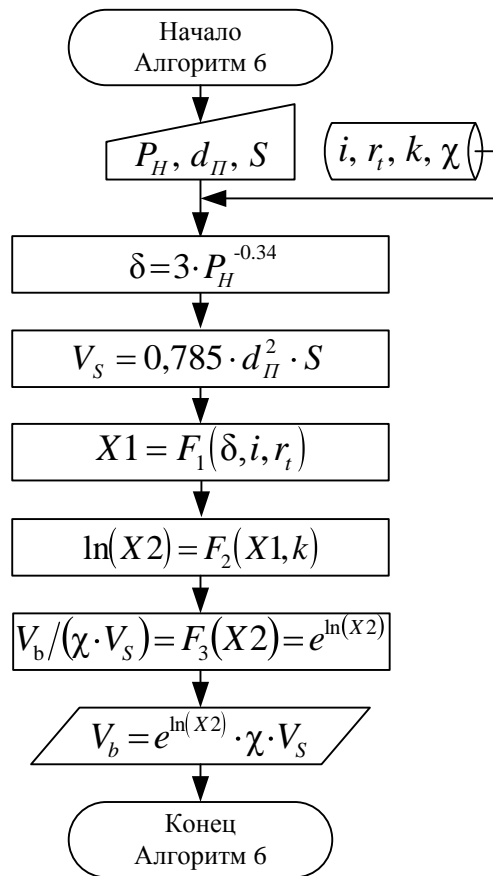 Начало
Алгоритм 6
P_H, d_П, S
i, r_t, k, χ
δ=3·P_H^-0.34
V_S = 0,785·d_П^2·S
X1 = F_1(δ, i, r_t)
ln(X2) = F_2(X1, k)
V_b/(χ·V_S) = F_3(X2) = e^ln(X2)
V_b = e^ln(X2)·χ·V_S
Конец
Алгоритм 6